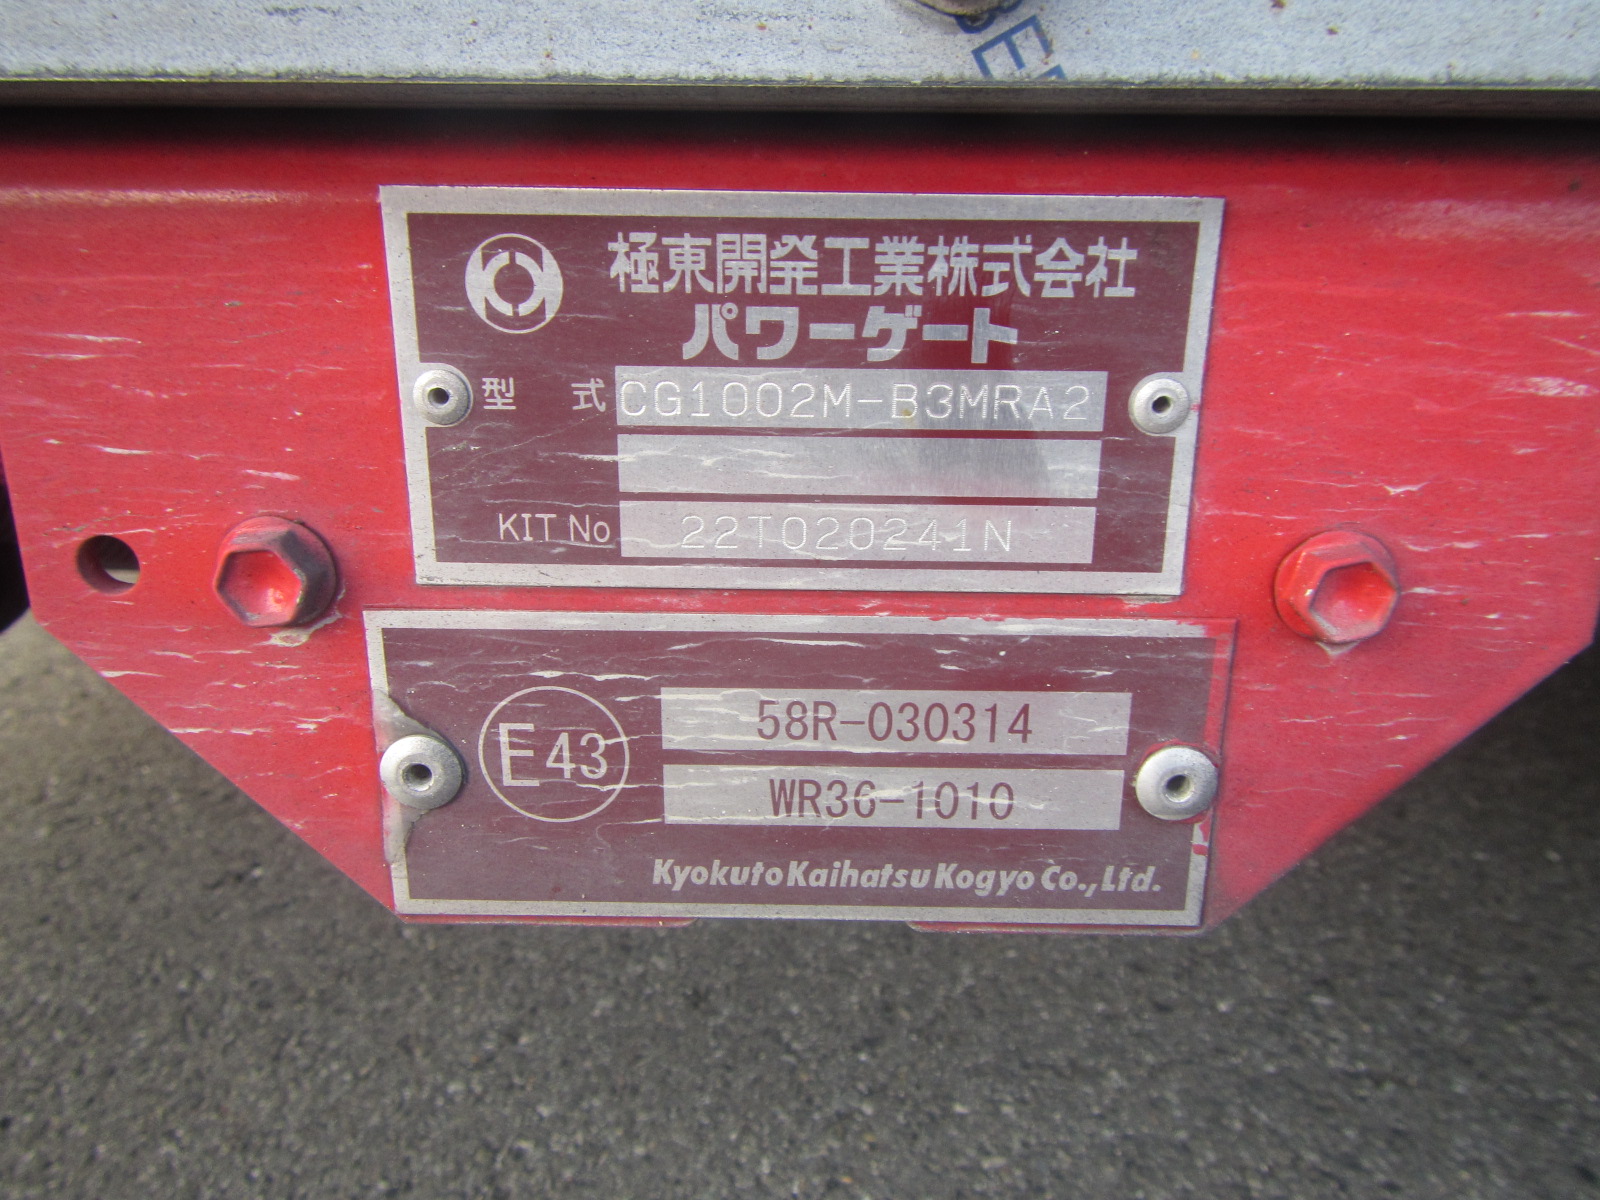 極東開発工業株式会社
パワーゲート
型 式 CG1002M-B3MRA2
KIT No 22T020241N
E43 58R-030314
WR36-1010
Kyokuto Kaihatsu Kogyo Co., Ltd.